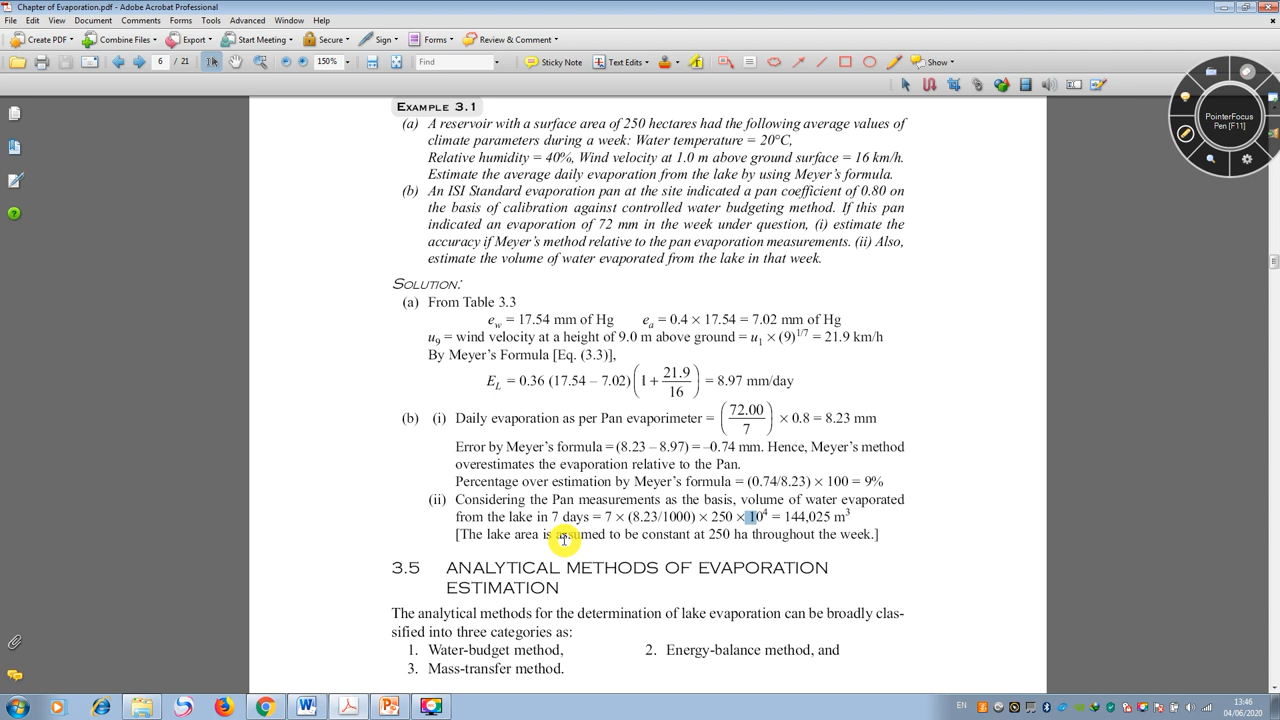 Chapter of Evaporation.pdf - Adobe Acrobat Professional
File Edit View Document Comments Forms Tools Advanced Window Help
Create PDF Combine Files Export Start Meeting Secure Sign Forms Review & Comment
6 / 21 150% Find Sticky Note Text Edits Show
PointerFocus
Pen [F11]
EXAMPLE 3.1
(a) A reservoir with a surface area of 250 hectares had the following average values of
climate parameters during a week: Water temperature = 20°C,
Relative humidity = 40%, Wind velocity at 1.0 m above ground surface = 16 km/h.
Estimate the average daily evaporation from the lake by using Meyer's formula.
(b) An ISI Standard evaporation pan at the site indicated a pan coefficient of 0.80 on
the basis of calibration against controlled water budgeting method. If this pan
indicated an evaporation of 72 mm in the week under question, (i) estimate the
accuracy if Meyer's method relative to the pan evaporation measurements. (ii) Also,
estimate the volume of water evaporated from the lake in that week.
SOLUTION:
(a) From Table 3.3
e_w = 17.54 mm of Hg e_a = 0.4 × 17.54 = 7.02 mm of Hg
u_9 = wind velocity at a height of 9.0 m above ground = u_1 × (9)^1/7 = 21.9 km/h
By Meyer's Formula [Eq. (3.3)],
E_L = 0.36 (17.54 – 7.02) (1 + 21.9/16) = 8.97 mm/day
(b) (i) Daily evaporation as per Pan evaporimeter = (72.00/7) × 0.8 = 8.23 mm
Error by Meyer's formula = (8.23 – 8.97) = –0.74 mm. Hence, Meyer's method
overestimates the evaporation relative to the Pan.
Percentage over estimation by Meyer's formula = (0.74/8.23) × 100 = 9%
(ii) Considering the Pan measurements as the basis, volume of water evaporated
from the lake in 7 days = 7 × (8.23/1000) × 250 × 10^4 = 144,025 m^3
[The lake area is assumed to be constant at 250 ha throughout the week.]
3.5 ANALYTICAL METHODS OF EVAPORATION
ESTIMATION
The analytical methods for the determination of lake evaporation can be broadly clas-
sified into three categories as:
1. Water-budget method, 2. Energy-balance method, and
3. Mass-transfer method.
EN 13:46
04/06/2020